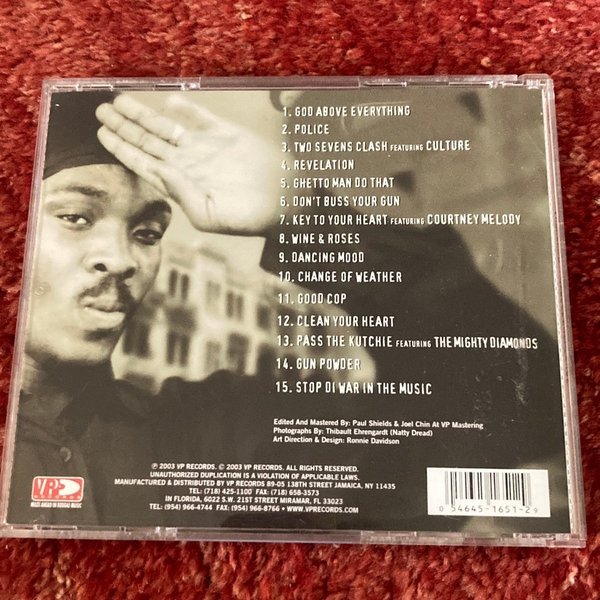 1. GOD ABOVE EVERYTHING
2. POLICE
3. TWO SEVENS CLASH FEATURING CULTURE
4. REVELATION
5. GHETTO MAN DO THAT
6. DON'T BUSS YOUR GUN
7. KEY TO YOUR HEART FEATURING COURTNEY MELODY
8. WINE & ROSES
9. DANCING MOOD
10. CHANGE OF WEATHER
11. GOOD COP
12. CLEAN YOUR HEART
13. PASS THE KUTCHIE FEATURING THE MIGHTY DIAMONDS
14. GUN POWDER
15. STOP DI WAR IN THE MUSIC
Edited And Mastered By: Paul Shields & Joel Chin At VP Mastering
Photographs By: Thibault Ehrengardt (Natty Dread)
Art Direction & Design: Ronnie Davidson
℗ 2003 VP RECORDS. © 2003 VP RECORDS. ALL RIGHTS RESERVED.
UNAUTHORIZED DUPLICATION IS A VIOLATION OF APPLICABLE LAWS.
MANUFACTURED & DISTRIBUTED BY VP RECORDS 89-05 138TH STREET JAMAICA, NY 11435
TEL: (718) 425-1100 FAX: (718) 658-3573
IN FLORIDA, 6022 S.W. 21ST STREET MIRAMAR, FL 33023
TEL: (954) 966-4744 FAX: (954) 966-8766 • WWW.VPRECORDS.COM
VP
RECORDS
MILES AHEAD IN REGGAE MUSIC
0 54645-1651-2 9